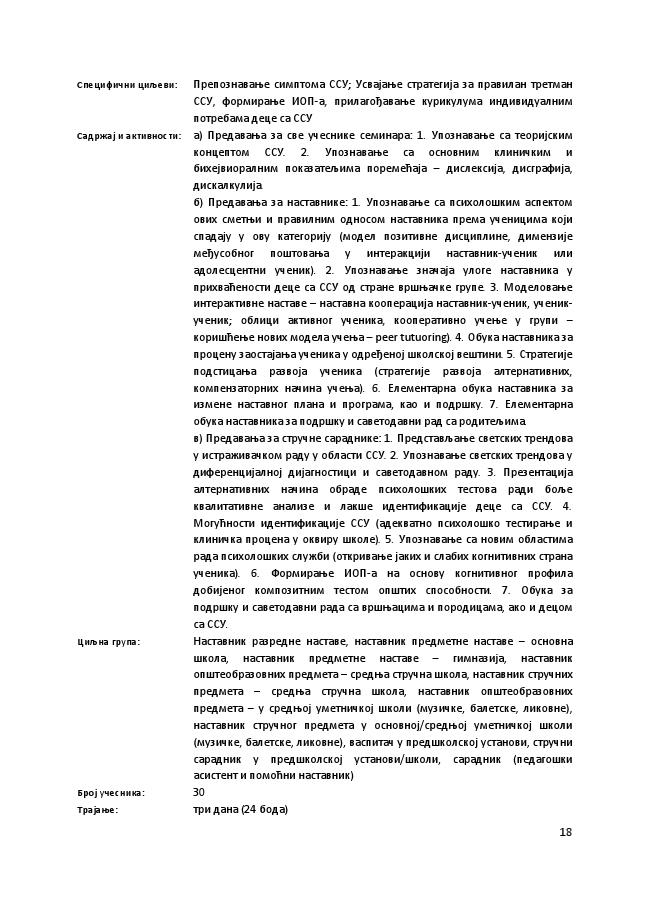 Специфични циљеви: Препознавање симптома ССУ; Усвајање стратегија за правилан третман
ССУ, формирање ИОП-а, прилагођавање курикулума индивидуалним
потребама деце са ССУ
Садржај и активности: а) Предавања за све учеснике семинара: 1. Упознавање са теоријским
концептом ССУ. 2. Упознавање са основним клиничким и
бихејвиоралним показатељима поремећаја – дислексија, дисграфија,
дискалкулија.
б) Предавања за наставнике: 1. Упознавање са психолошким аспектом
ових сметњи и правилним односом наставника према ученицима који
спадају у ову категорију (модел позитивне дисциплине, димензије
међусобног поштовања у интеракцији наставник-ученик или
адолесцентни ученик). 2. Упознавање значаја улоге наставника у
прихваћености деце са ССУ од стране вршњачке групе. 3. Моделовање
интерактивне наставе – наставна кооперација наставник-ученик, ученик-
ученик; облици активног ученика, кооперативно учење у групи –
коришћење нових модела учења – peer tutuoring). 4. Обука наставника за
процену заостајања ученика у одређеној школској вештини. 5. Стратегије
подстицања развоја ученика (стратегије развоја алтернативних,
компензаторних начина учења). 6. Елементарна обука наставника за
измене наставног плана и програма, као и подршку. 7. Елементарна
обука наставника за подршку и саветодавни рад са родитељима.
в) Предавања за стручне сараднике: 1. Представљање светских трендова
у истраживачком раду у области ССУ. 2. Упознавање светских трендова у
диференцијалној дијагностици и саветодавном раду. 3. Презентација
алтернативних начина обраде психолошких тестова ради боље
квалитативне анализе и лакше идентификације деце са ССУ. 4.
Могућности идентификације ССУ (адекватно психолошко тестирање и
клиничка процена у оквиру школе). 5. Упознавање са новим областима
рада психолошких служби (откривање јаких и слабих когнитивних страна
ученика). 6. Формирање ИОП-а на основу когнитивног профила
добијеног композитним тестом општих способности. 7. Обука за
подршку и саветодавни рада са вршњацима и породицама, ако и децом
са ССУ.
Циљна група: Наставник разредне наставе, наставник предметне наставе – основна
школа, наставник предметне наставе – гимназија, наставник
општеобразовних предмета – средња стручна школа, наставник стручних
предмета – средња стручна школа, наставник општеобразовних
предмета – у средњој уметничкој школи (музичке, балетске, ликовне),
наставник стручног предмета у основној/средњој уметничкој школи
(музичке, балетске, ликовне), васпитач у предшколској установи, стручни
сарадник у предшколској установи/школи, сарадник (педагошки
асистент и помоћни наставник)
Број учесника: 30
Трајање: три дана (24 бода)
18